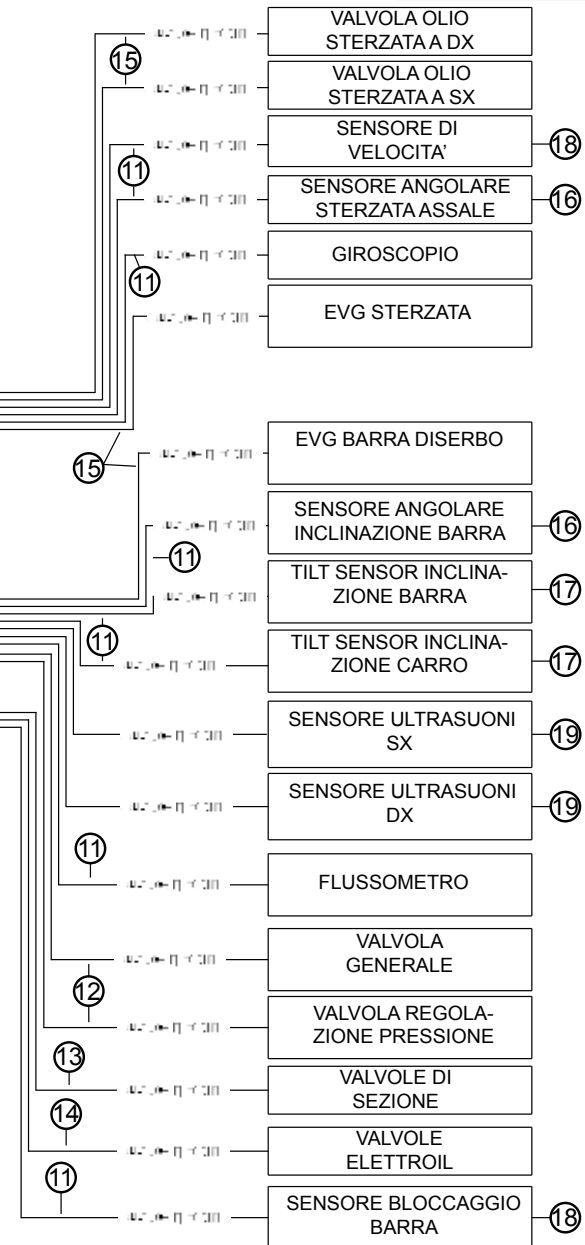 VALVOLA OLIO
STERZATA A DX
15
VALVOLA OLIO
STERZATA A SX
SENSORE DI
VELOCITA'
18
11
SENSORE ANGOLARE
STERZATA ASSALE
16
GIROSCOPIO
11
EVG STERZATA
EVG BARRA DISERBO
15
SENSORE ANGOLARE
INCLINAZIONE BARRA
16
11
TILT SENSOR INCLINA-
ZIONE BARRA
17
11
TILT SENSOR INCLINA-
ZIONE CARRO
17
SENSORE ULTRASUONI
SX
19
SENSORE ULTRASUONI
DX
19
11
FLUSSOMETRO
VALVOLA
GENERALE
12
VALVOLA REGOLA-
ZIONE PRESSIONE
13
VALVOLE DI
SEZIONE
14
VALVOLE
ELETTROIL
11
SENSORE BLOCCAGGIO
BARRA
18